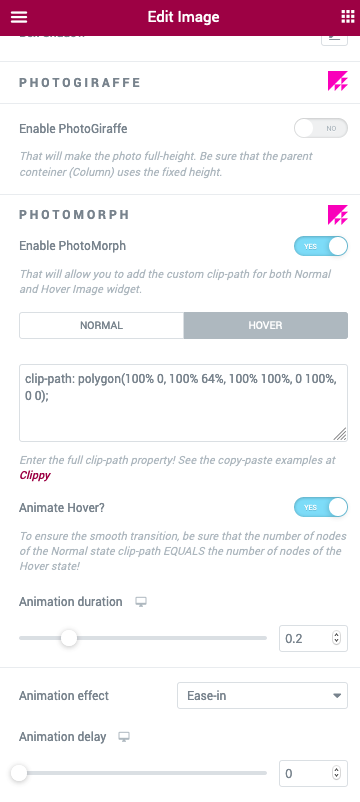 Edit Image
Box Shadow
PHOTOGIRAFFE
Enable PhotoGiraffe
NO
That will make the photo full-height. Be sure that the parent
conteiner (Column) uses the fixed height.
PHOTOMORPH
Enable PhotoMorph
YES
That will allow you to add the custom clip-path for both Normal
and Hover Image widget.
NORMAL
HOVER
clip-path: polygon(100% 0, 100% 64%, 100% 100%, 0 100%,
0 0);
Enter the full clip-path property! See the copy-paste examples at
Clippy
Animate Hover?
YES
To ensure the smooth transition, be sure that the number of nodes
of the Normal state clip-path EQUALS the number of nodes of the
Hover state!
Animation duration
0.2
Animation effect
Ease-in
Animation delay
0